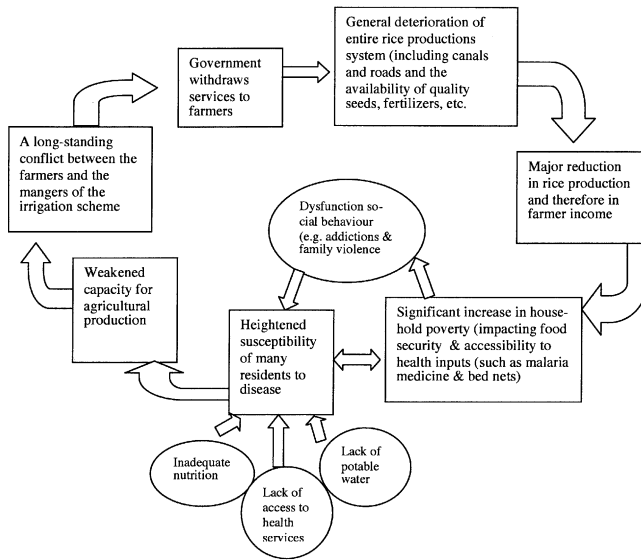 General deterioration of
entire rice productions
system (including canals
and roads and the
availability of quality
seeds, fertilizers, etc.
Government
withdraws
services to
farmers
A long-standing
conflict between the
farmers and the
mangers of the
irrigation scheme
Major reduction
in rice production
and therefore in
farmer income
Dysfunction so-
cial behaviour
(e.g. addictions &
family violence
Weakened
capacity for
agricultural
production
Heightened
susceptibility
of many
residents to
disease
Significant increase in house-
hold poverty (impacting food
security & accessibility to
health inputs (such as malaria
medicine & bed nets)
Inadequate
nutrition
Lack of
access to
health
services
Lack of
potable
water